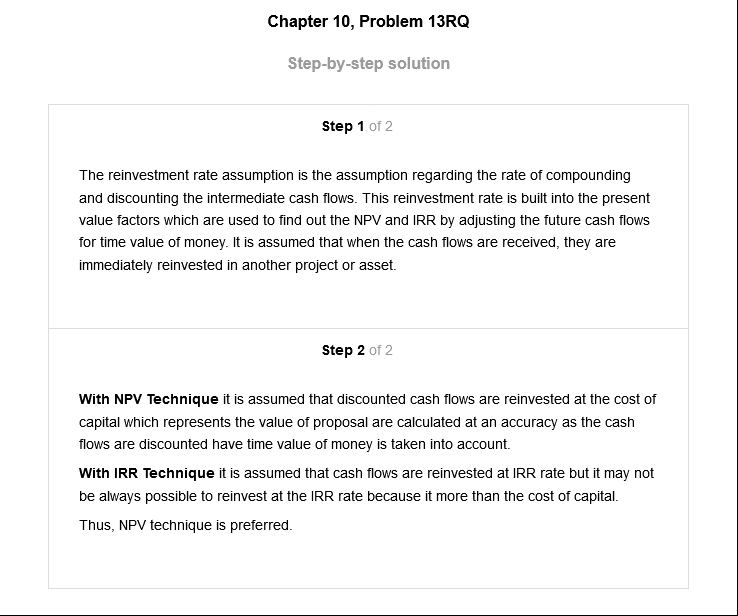 Chapter 10, Problem 13RQ
Step-by-step solution
Step 1 of 2
The reinvestment rate assumption is the assumption regarding the rate of compounding
and discounting the intermediate cash flows. This reinvestment rate is built into the present
value factors which are used to find out the NPV and IRR by adjusting the future cash flows
for time value of money. It is assumed that when the cash flows are received, they are
immediately reinvested in another project or asset.
Step 2 of 2
With NPV Technique it is assumed that discounted cash flows are reinvested at the cost of
capital which represents the value of proposal are calculated at an accuracy as the cash
flows are discounted have time value of money is taken into account.
With IRR Technique it is assumed that cash flows are reinvested at IRR rate but it may not
be always possible to reinvest at the IRR rate because it more than the cost of capital.
Thus, NPV technique is preferred.